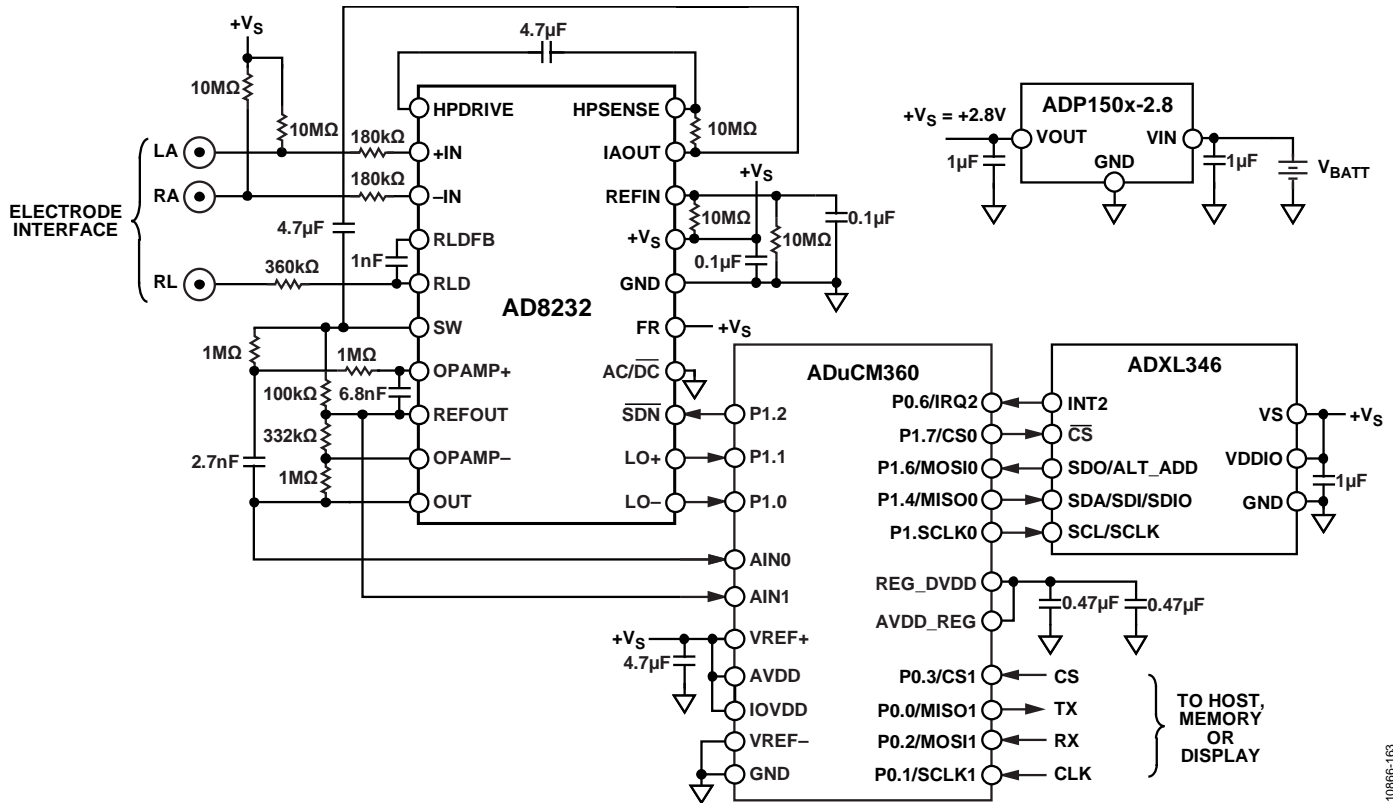 +VS
10MΩ
10MΩ
ELECTRODE
INTERFACE
LA
RA
RL
180kΩ
180kΩ
4.7µF
360kΩ
1nF
4.7µF
AD8232
HPDRIVE
+IN
–IN
RLDFB
RLD
SW
OPAMP+
REFOUT
OPAMP–
OUT
HPSENSE
IAOUT
REFIN
+VS
GND
FR
AC/DC
SDN
LO+
LO–
10MΩ
+VS
10MΩ
10MΩ
0.1µF
0.1µF
+VS
1MΩ
1MΩ
100kΩ
6.8nF
332kΩ
1MΩ
2.7nF
ADP150x-2.8
+VS = +2.8V
VOUT
VIN
GND
1µF
1µF
VBATT
ADuCM360
P1.2
P1.1
P1.0
AIN0
AIN1
VREF+
AVDD
IOVDD
VREF–
GND
+VS
4.7µF
P0.6/IRQ2
P1.7/CS0
P1.6/MOSI0
P1.4/MISO0
P1.SCLK0
REG_DVDD
AVDD_REG
P0.3/CS1
P0.0/MISO1
P0.2/MOSI1
P0.1/SCLK1
0.47µF
0.47µF
ADXL346
INT2
CS
SDO/ALT_ADD
SDA/SDI/SDIO
SCL/SCLK
VS
VDDIO
GND
+VS
1µF
CS
TX
RX
CLK
TO HOST,
MEMORY
OR
DISPLAY
10866-163